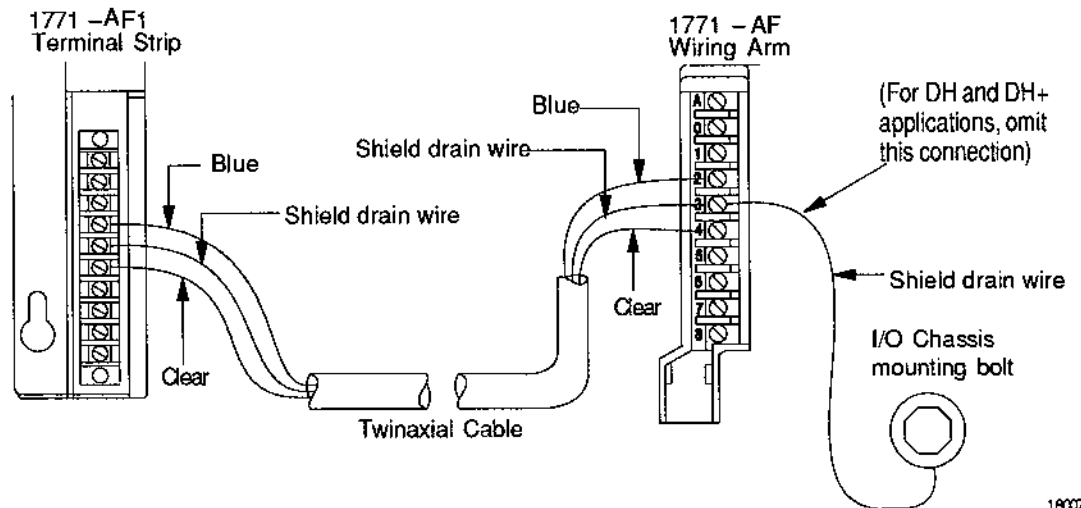 1771 -AF1
Terminal Strip
Blue
Shield drain wire
Clear
Twinaxial Cable
1771 - AF
Wiring Arm
Blue
Shield drain wire
Clear
A
0
1
2
3
4
5
6
7
8
(For DH and DH+
applications, omit
this connection)
Shield drain wire
I/O Chassis
mounting bolt